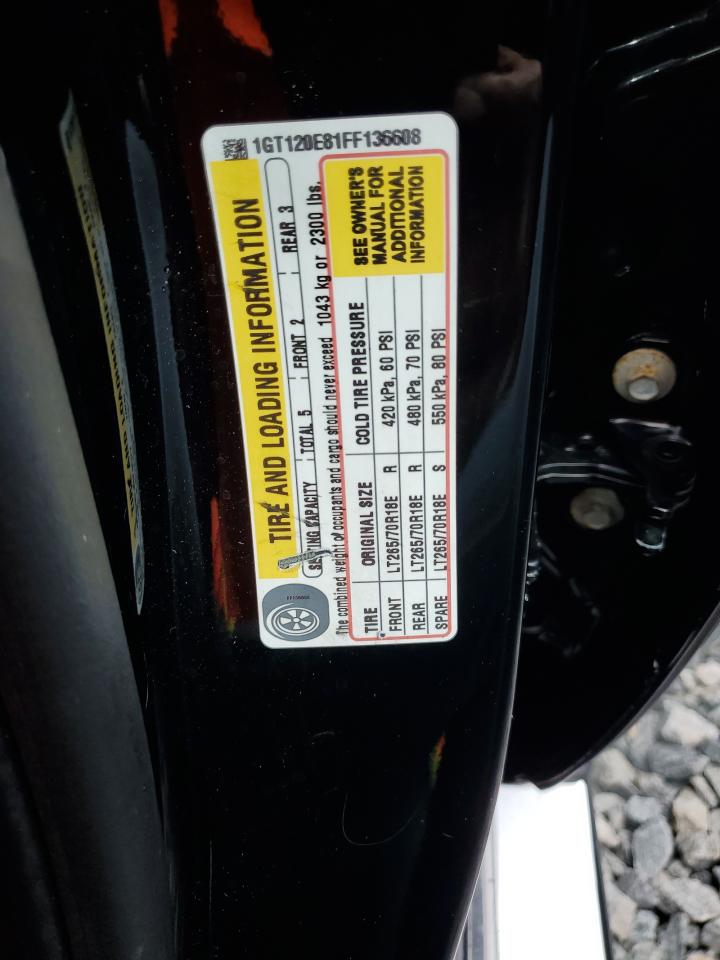 1GT120E81FF136608
TIRE AND LOADING INFORMATION
SEATING CAPACITY TOTAL 5 FRONT 2 REAR 3
The combined weight of occupants and cargo should never exceed 1043 kg or 2300 lbs.
TIRE ORIGINAL SIZE COLD TIRE PRESSURE
FRONT LT265/70R18E R 420 kPa, 60 PSI
REAR LT265/70R18E R 480 kPa, 70 PSI
SPARE LT265/70R18E S 550 kPa, 80 PSI
SEE OWNER'S
MANUAL FOR
ADDITIONAL
INFORMATION
FF136608